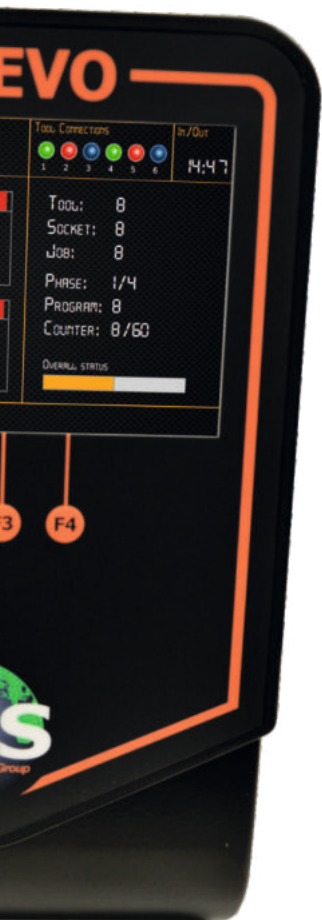 EVO
Tool Connections
In/Out
1 2 3 4 5 6
14:47
Tool: 8
Socket: 8
Job: 8
Phase: 1/4
Program: 8
Counter: 8/60
Overall status
F3 F4
S
Group